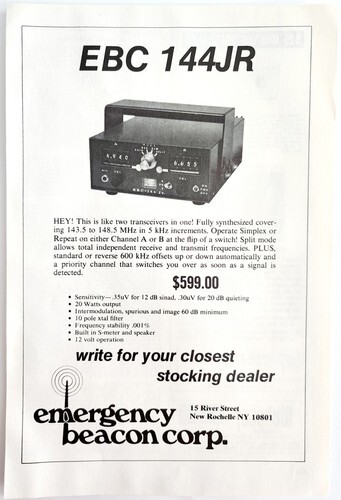 EBC 144JR
HEY! This is like two transceivers in one! Fully synthesized cover-
ing 143.5 to 148.5 MHz in 5 kHz increments. Operate Simplex or
Repeat on either Channel A or B at the flip of a switch! Split mode
allows total independent receive and transmit frequencies. PLUS,
standard or reverse 600 kHz offsets up or down automatically and
a priority channel that switches you over as soon as a signal is
detected.
$599.00
• Sensitivity—.35uV for 12 dB sinad, .30uV for 20 dB quieting
• 20 Watts output
• Intermodulation, spurious and image 60 dB minimum
• 10 pole xtal filter
• Frequency stability .001%
• Built in S-meter and speaker
• 12 volt operation
write for your closest
stocking dealer
emergency
beacon corp.
15 River Street
New Rochelle NY 10801